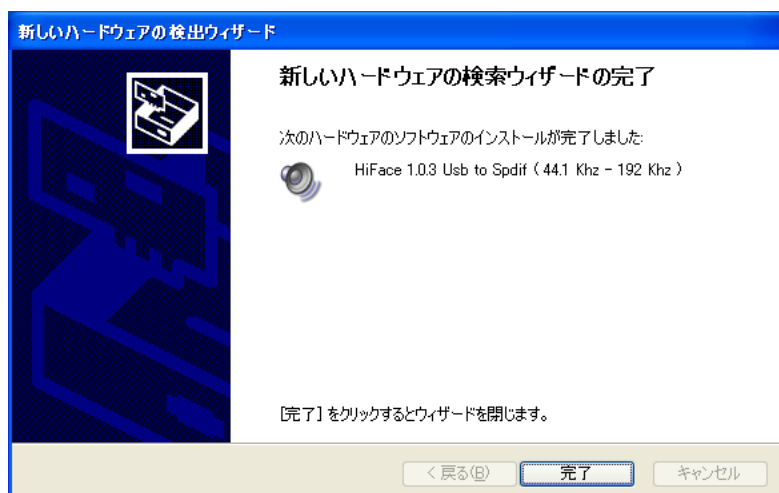 新しいハードウェアの検出ウィザード
新しいハードウェアの検索ウィザードの完了
次のハードウェアのソフトウェアのインストールが完了しました:
HiFace 1.0.3 Usb to Spdif ( 44.1 Khz - 192 Khz )
[完了] をクリックするとウィザードを閉じます。
< 戻る(B)
完了
キャンセル